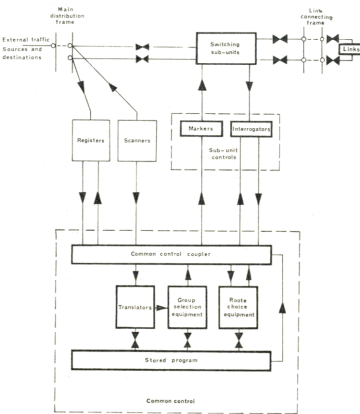 Main
distribution
frame
Link
connecting
frame
External traffic
Sources and
destinations
Switching
sub-units
Links
Registers
Scanners
Markers
Interrogators
Sub-unit
controls
Common control coupler
Translators
Group
selection
equipment
Route
choice
equipment
Stored program
Common control